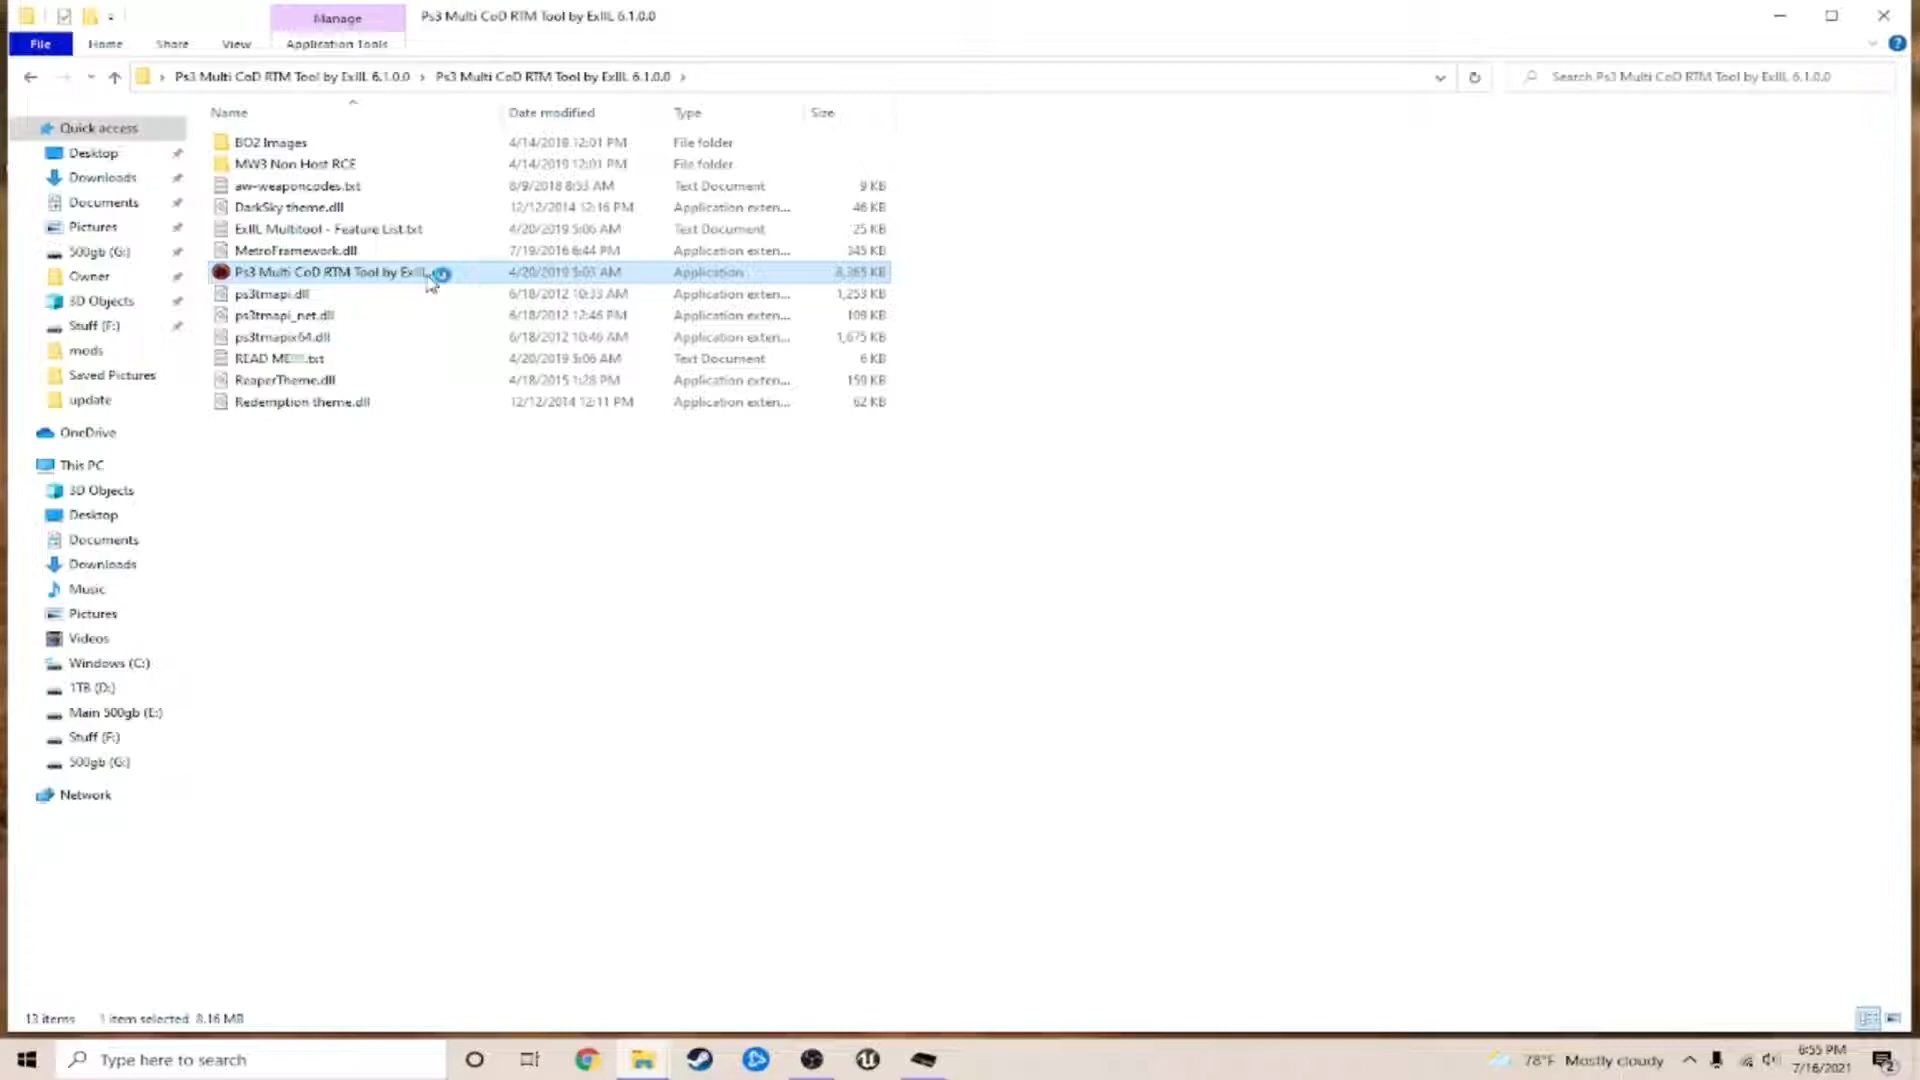 Manage
Ps3 Multi CoD RTM Tool by ExIIL 6.1.0.0
File
Home
Share
View
Application Tools
Ps3 Multi CoD RTM Tool by ExIIL 6.1.0.0 › Ps3 Multi CoD RTM Tool by ExIIL 6.1.0.0 ›
Search Ps3 Multi CoD RTM Tool by ExIIL 6.1.0.0
Name Date modified Type Size
BO2 Images 4/14/2019 12:01 PM File folder
MW3 Non Host RCE 4/14/2019 12:01 PM File folder
aw-weaponcodes.txt 8/9/2018 8:53 AM Text Document 9 KB
DarkSky theme.dll 12/12/2014 12:16 PM Application exten... 46 KB
ExIIL Multitool - Feature List.txt 4/20/2019 5:06 AM Text Document 25 KB
MetroFramework.dll 7/19/2016 6:44 PM Application exten... 345 KB
Ps3 Multi CoD RTM Tool by ExIIL 4/20/2019 5:03 AM Application 8,365 KB
ps3tmapi.dll 6/18/2012 10:33 AM Application exten... 1,253 KB
ps3tmapi_net.dll 6/18/2012 12:46 PM Application exten... 109 KB
ps3tmapix64.dll 6/18/2012 10:46 AM Application exten... 1,675 KB
READ ME!!!!.txt 4/20/2019 5:06 AM Text Document 6 KB
ReaperTheme.dll 4/18/2015 1:28 PM Application exten... 159 KB
Redemption theme.dll 12/12/2014 12:11 PM Application exten... 62 KB
Quick access
Desktop
Downloads
Documents
Pictures
500gb (G:)
Owner
3D Objects
Stuff (F:)
mods
Saved Pictures
update
OneDrive
This PC
3D Objects
Desktop
Documents
Downloads
Music
Pictures
Videos
Windows (C:)
1TB (D:)
Main 500gb (E:)
Stuff (F:)
500gb (G:)
Network
13 items 1 item selected 8.16 MB
Type here to search
78°F Mostly cloudy
6:55 PM
7/16/2021
2